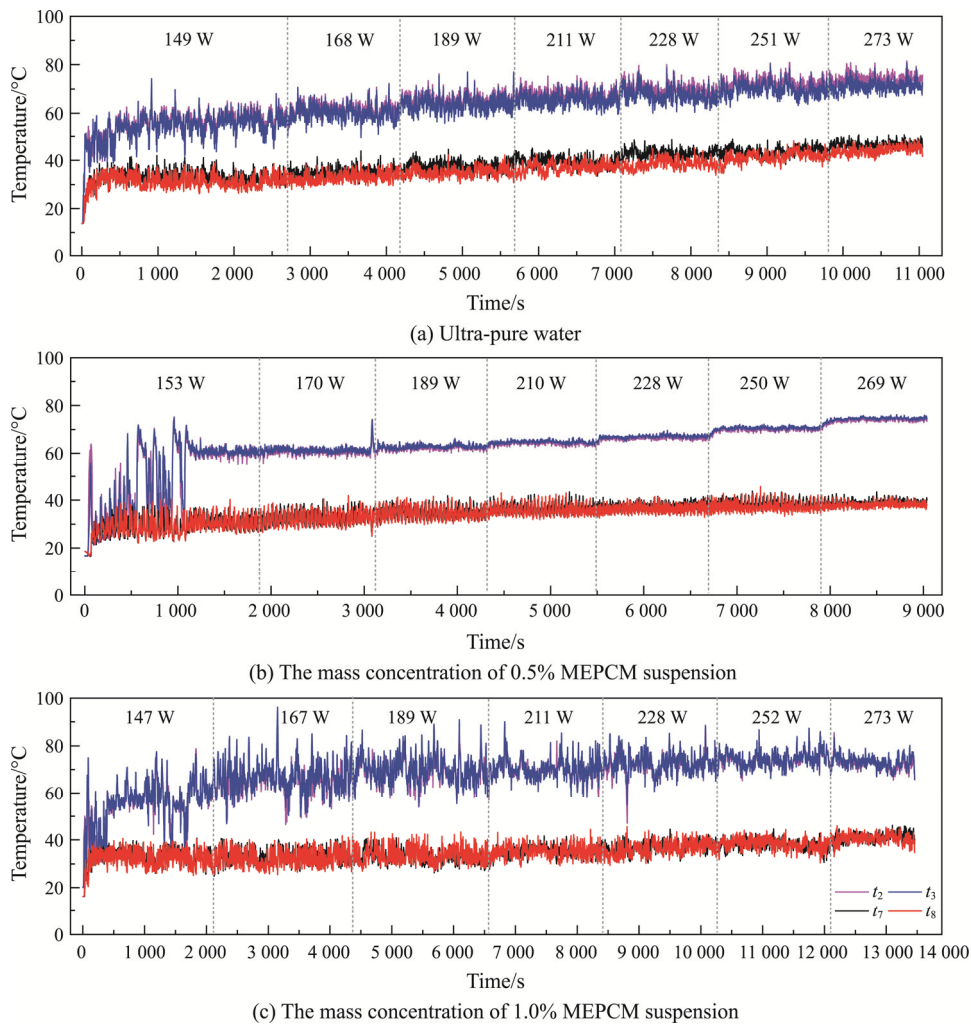 100
149 W 168 W 189 W 211 W 228 W 251 W 273 W
80
60
40
20
0
Temperature/°C
0 1 000 2 000 3 000 4 000 5 000 6 000 7 000 8 000 9 000 10 000 11 000
Time/s
(a) Ultra-pure water
100
153 W 170 W 189 W 210 W 228 W 250 W 269 W
80
60
40
20
0
Temperature/°C
0 1 000 2 000 3 000 4 000 5 000 6 000 7 000 8 000 9 000
Time/s
(b) The mass concentration of 0.5% MEPCM suspension
100
147 W 167 W 189 W 211 W 228 W 252 W 273 W
80
60
40
20
0
Temperature/°C
t2 t3
t7 t8
0 1 000 2 000 3 000 4 000 5 000 6 000 7 000 8 000 9 000 10 000 11 000 12 000 13 000 14 000
Time/s
(c) The mass concentration of 1.0% MEPCM suspension